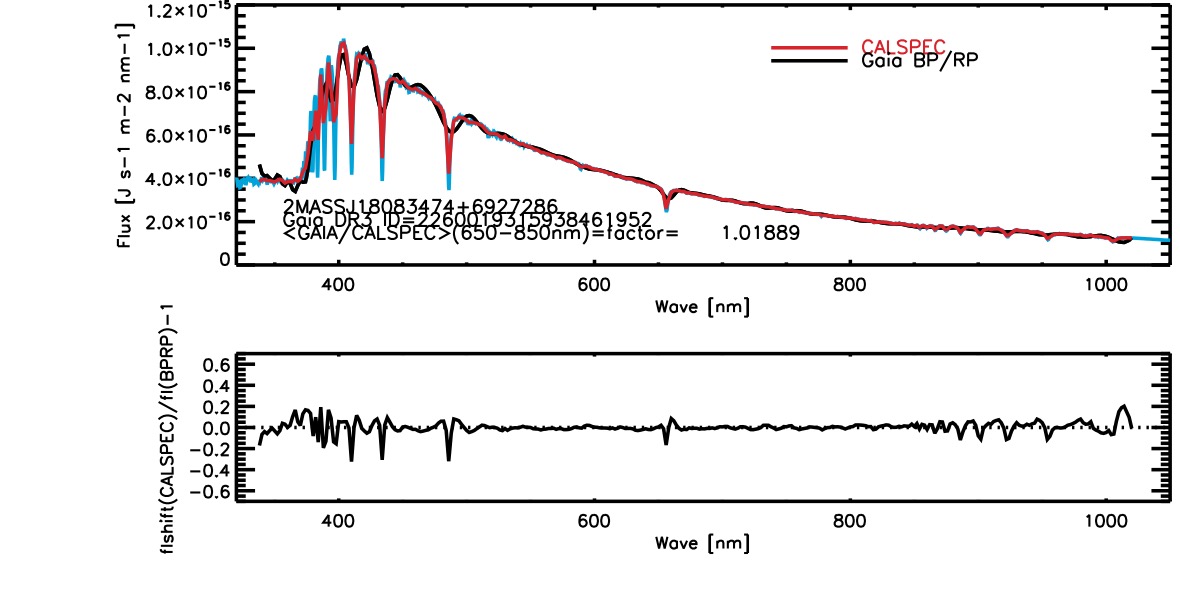 1.2×10−15
1.0×10−15
8.0×10−16
6.0×10−16
4.0×10−16
2.0×10−16
0
Flux [J s−1 m−2 nm−1]
CALSPEC
Gaia BP/RP
2MASSJ18083474+6927286
Gaia DR3 ID=2260019315938461952
<GAIA/CALSPEC>(650−850nm)=factor= 1.01889
400 600 800 1000
Wave [nm]
flshift(CALSPEC)/fl(BPRP)−1
0.6
0.4
0.2
0.0
−0.2
−0.4
−0.6
400 600 800 1000
Wave [nm]